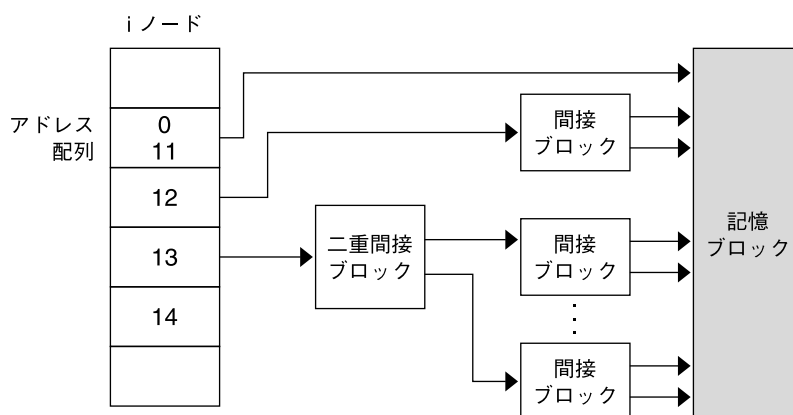 iノード
アドレス
配列
0
11
12
13
14
二重間接
ブロック
間接
ブロック
間接
ブロック
間接
ブロック
記憶
ブロック